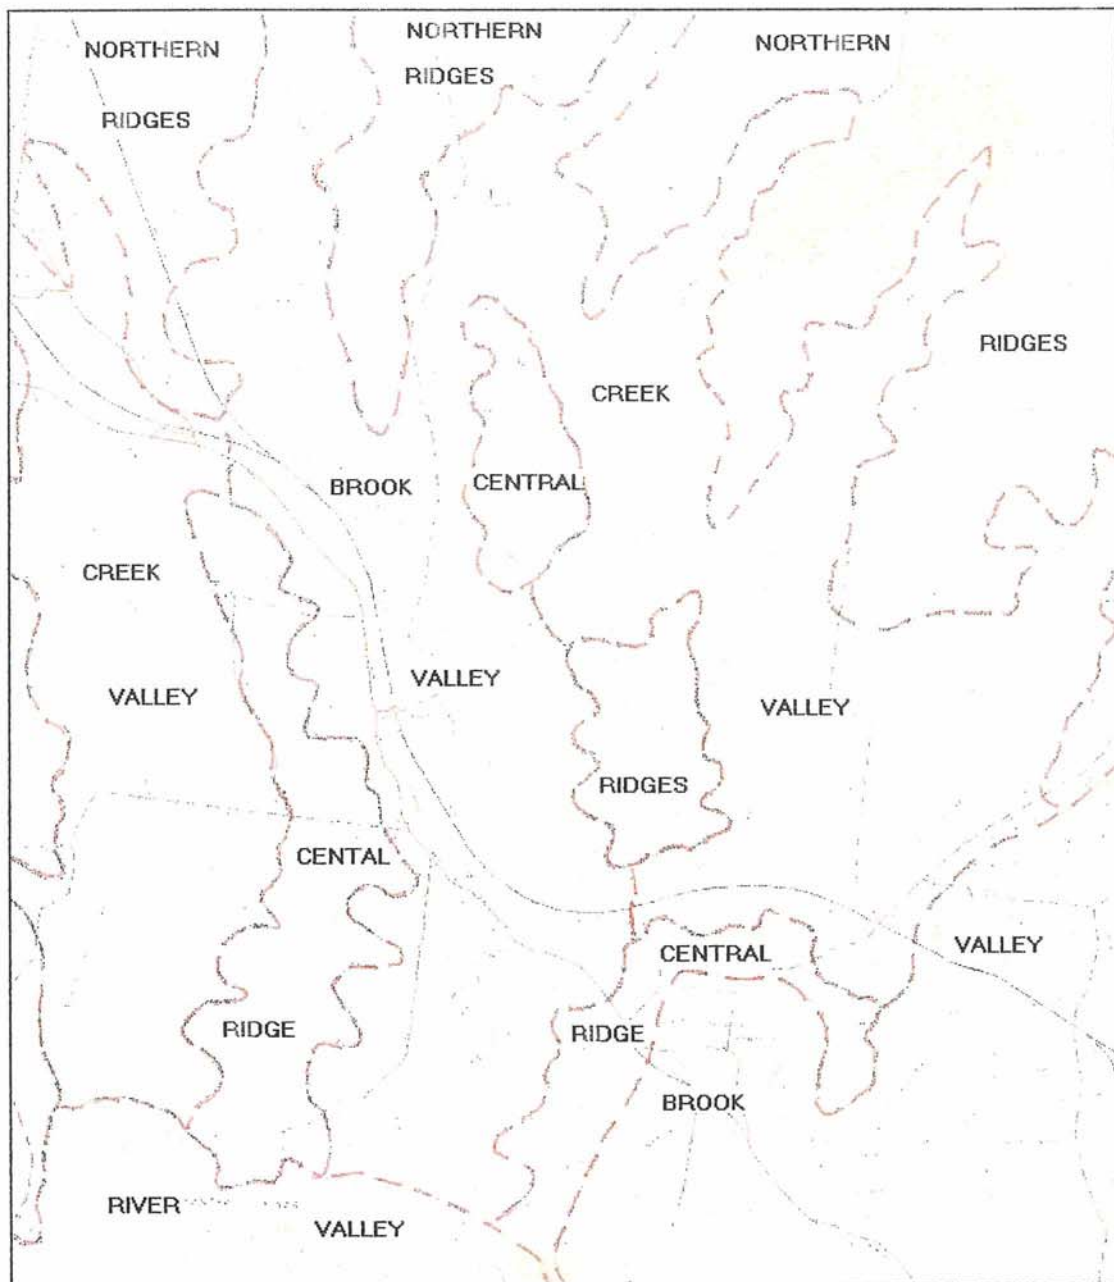 NORTHERN
NORTHERN
NORTHERN
RIDGES
RIDGES
RIDGES
CREEK
CENTRAL
BROOK
CREEK
VALLEY
VALLEY
VALLEY
RIDGES
CENTAL
CENTRAL
VALLEY
RIDGE
RIDGE
BROOK
RIVER
VALLEY